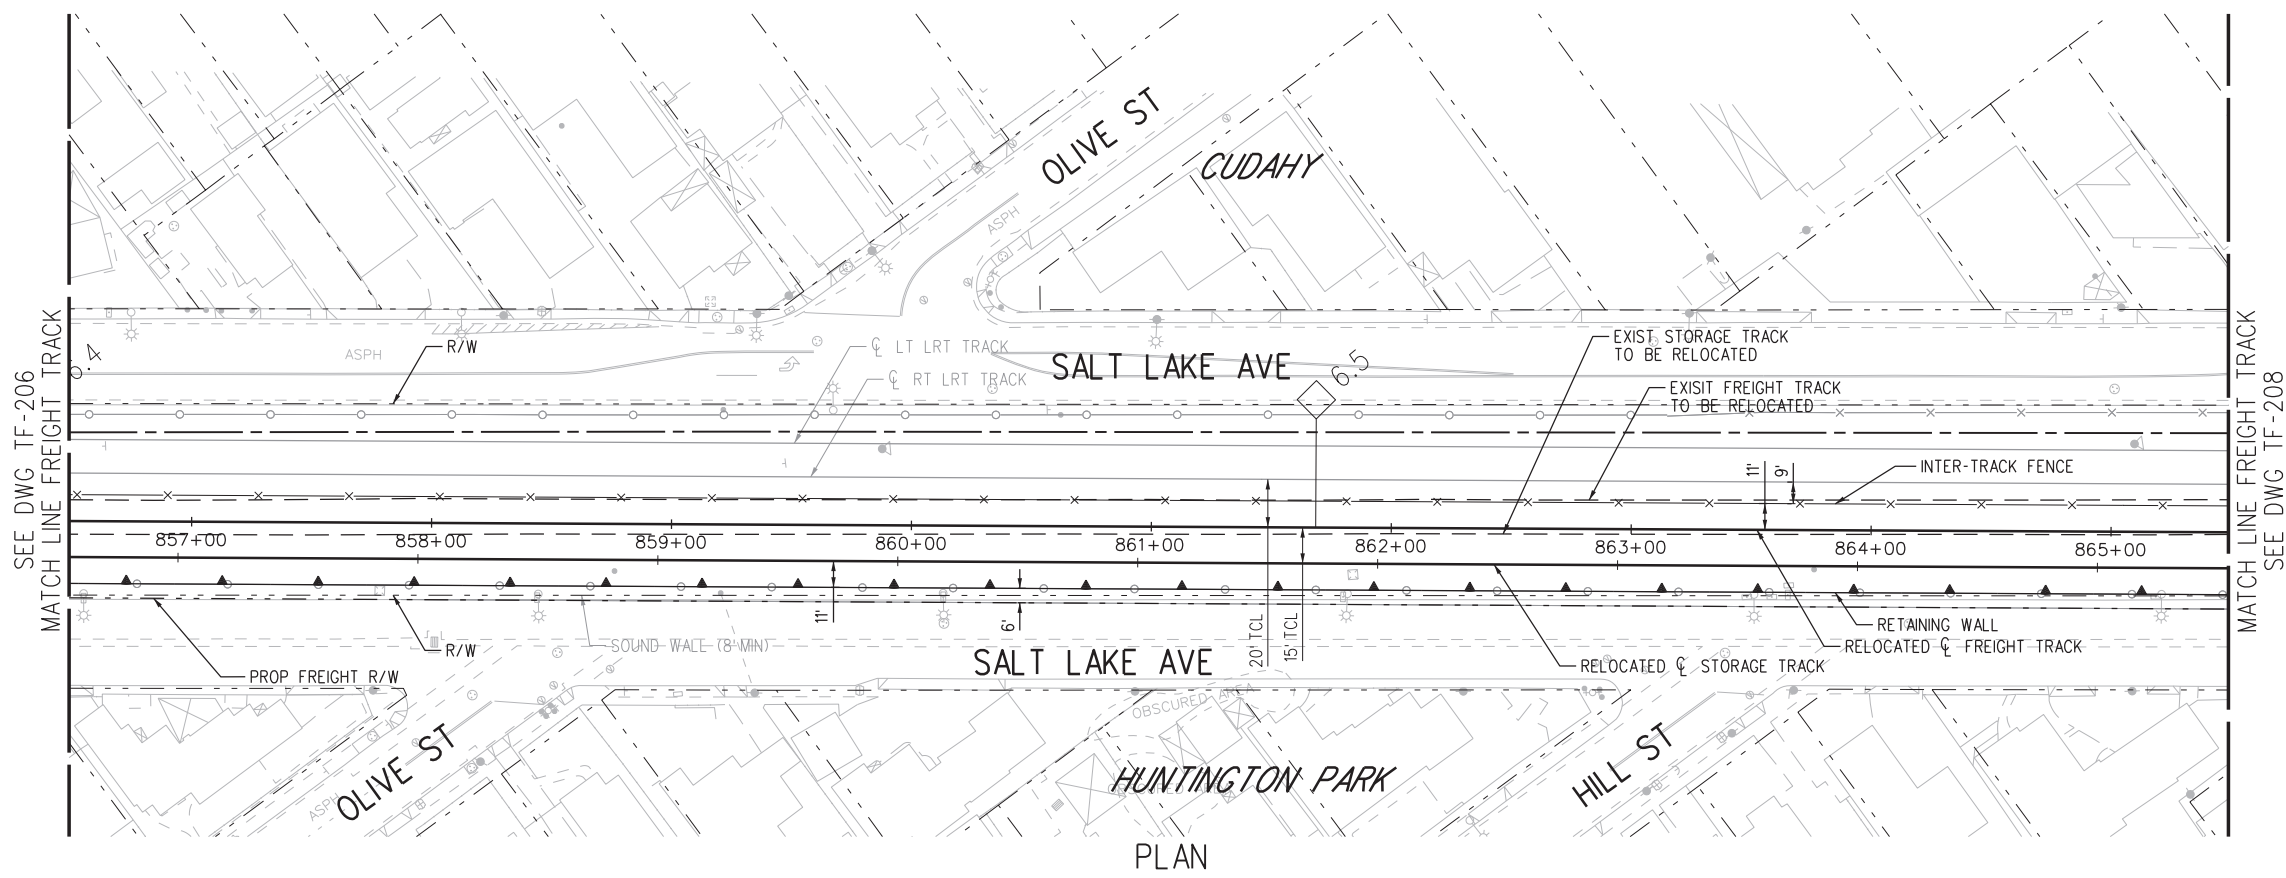 OLIVE ST
CUDAHY
ASPH
ASPH
R/W
℄ LT LRT TRACK
℄ RT LRT TRACK
SALT LAKE AVE
6.5
EXIST STORAGE TRACK
TO BE RELOCATED
EXISIT FREIGHT TRACK
TO BE RELOCATED
SEE DWG TF-206
MATCH LINE FREIGHT TRACK
MATCH LINE FREIGHT TRACK
SEE DWG TF-208
11'
9'
INTER-TRACK FENCE
857+00
858+00
859+00
860+00
861+00
862+00
863+00
864+00
865+00
11'
6'
20' TCL
15' TCL
RETAINING WALL
RELOCATED ℄ FREIGHT TRACK
RELOCATED ℄ STORAGE TRACK
SOUND WALL (8' MIN)
R/W
PROP FREIGHT R/W
SALT LAKE AVE
OBSCURED AREA
OLIVE ST
ASPH
HUNTINGTON PARK
HILL ST
PLAN